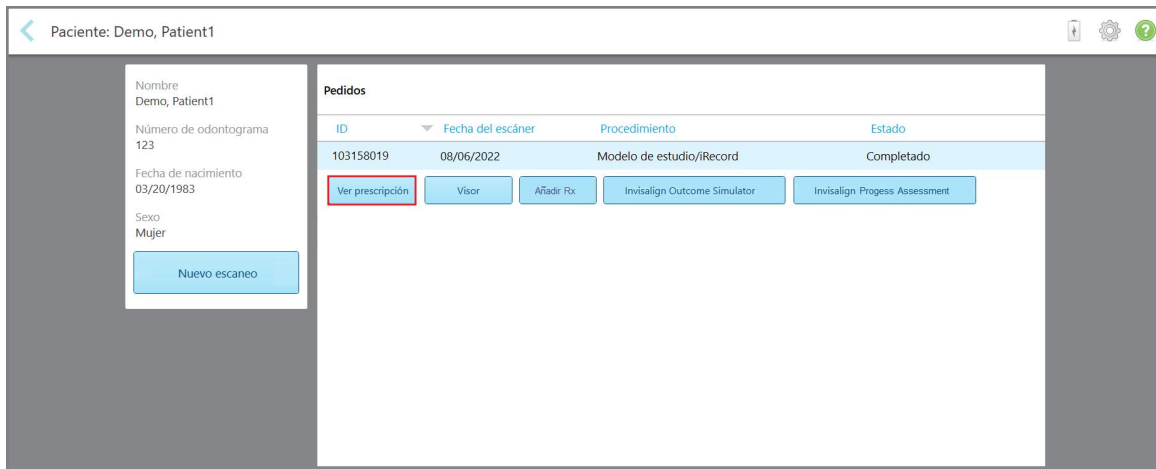 Paciente: Demo, Patient1
?
Nombre
Demo, Patient1
Número de odontograma
123
Fecha de nacimiento
03/20/1983
Sexo
Mujer
Nuevo escaneo
Pedidos
ID Fecha del escáner Procedimiento Estado
103158019 08/06/2022 Modelo de estudio/iRecord Completado
Ver prescripción Visor Añadir Rx Invisalign Outcome Simulator Invisalign Progess Assessment